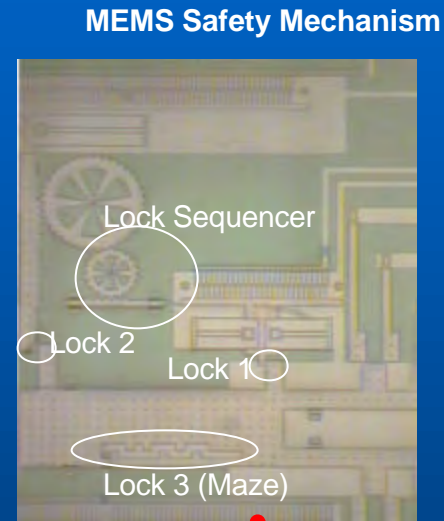 MEMS Safety Mechanism
Lock Sequencer
Lock 2
Lock 1
Lock 3 (Maze)